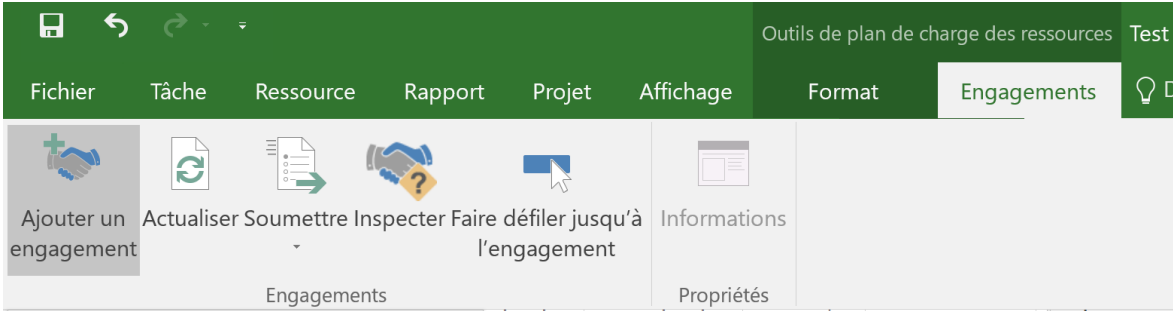 Outils de plan de charge des ressources Test
Fichier Tâche Ressource Rapport Projet Affichage Format Engagements
Ajouter un engagement
Actualiser
Soumettre
Inspecter
Faire défiler jusqu'à
l'engagement
Informations
Engagements
Propriétés